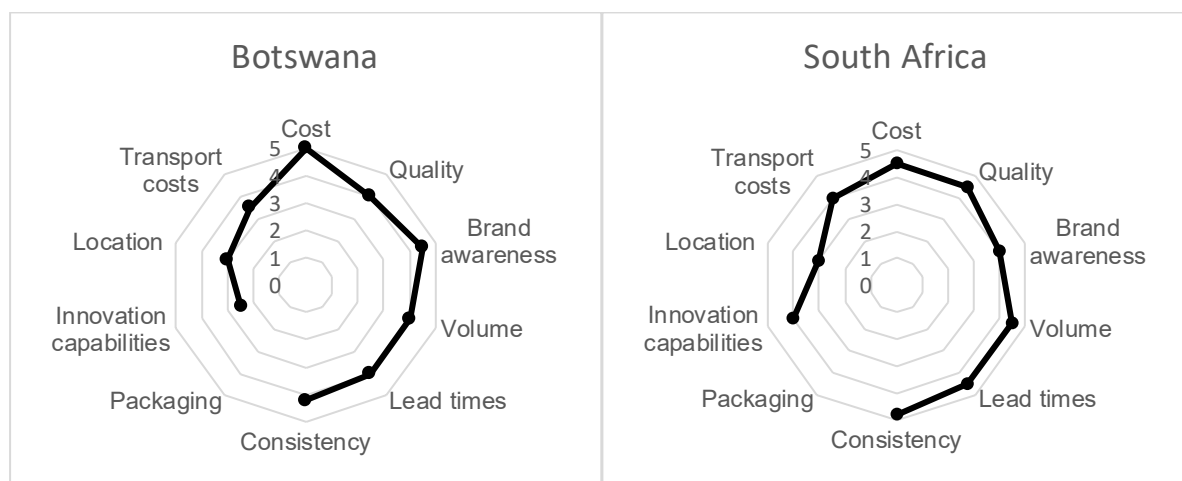 Botswana
Cost
Quality
Brand
awareness
Volume
Lead times
Consistency
Packaging
Innovation
capabilities
Location
Transport
costs
5
4
3
2
1
0
South Africa
Cost
Quality
Brand
awareness
Volume
Lead times
Consistency
Packaging
Innovation
capabilities
Location
Transport
costs
5
4
3
2
1
0